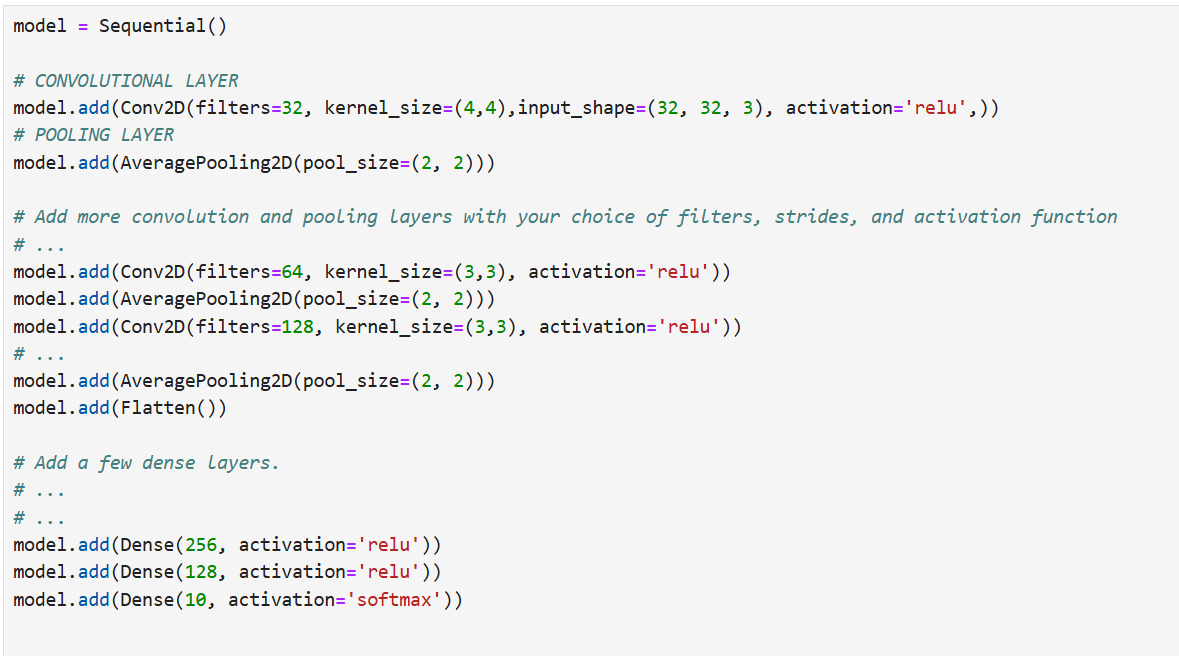 model = Sequential()
# CONVOLUTIONAL LAYER
model.add(Conv2D(filters=32, kernel_size=(4,4),input_shape=(32, 32, 3), activation='relu',))
# POOLING LAYER
model.add(AveragePooling2D(pool_size=(2, 2)))
# Add more convolution and pooling layers with your choice of filters, strides, and activation function
# ...
model.add(Conv2D(filters=64, kernel_size=(3,3), activation='relu'))
model.add(AveragePooling2D(pool_size=(2, 2)))
model.add(Conv2D(filters=128, kernel_size=(3,3), activation='relu'))
# ...
model.add(AveragePooling2D(pool_size=(2, 2)))
model.add(Flatten())
# Add a few dense layers.
# ...
# ...
model.add(Dense(256, activation='relu'))
model.add(Dense(128, activation='relu'))
model.add(Dense(10, activation='softmax'))